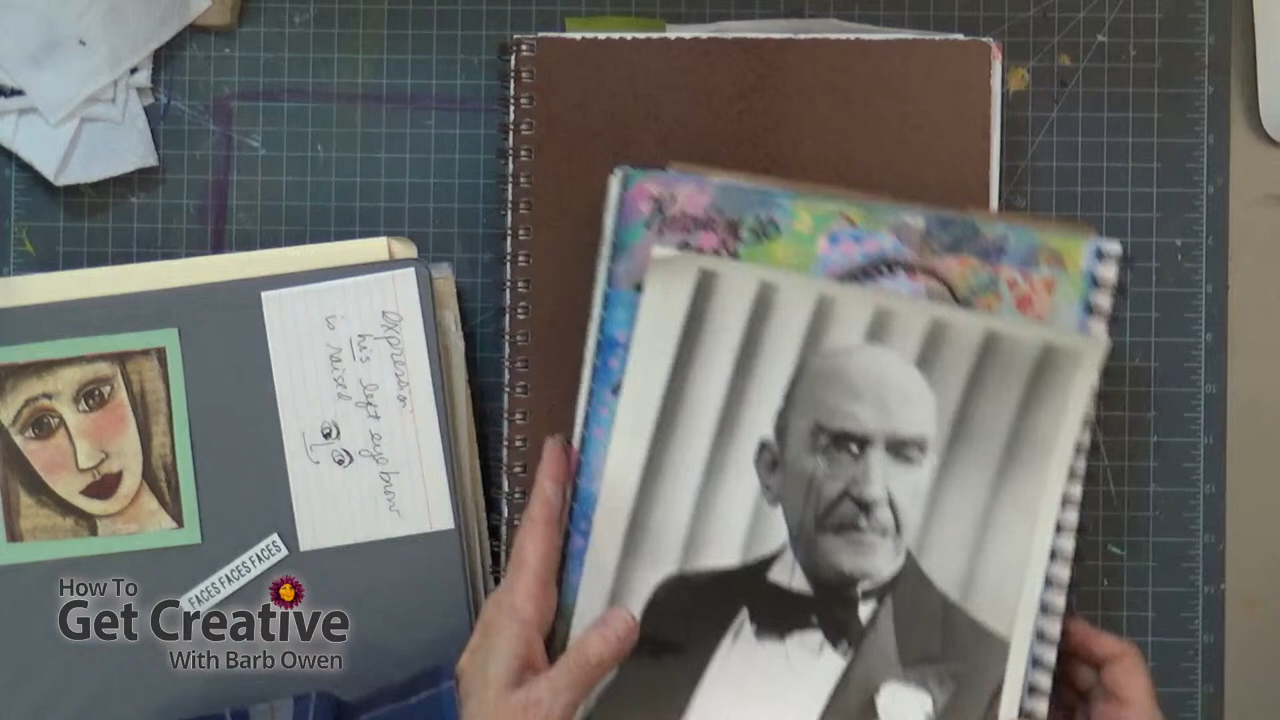 expression
his left eyebrow
is raised
FACES FACES FACES
How To
Get Creative
With Barb Owen